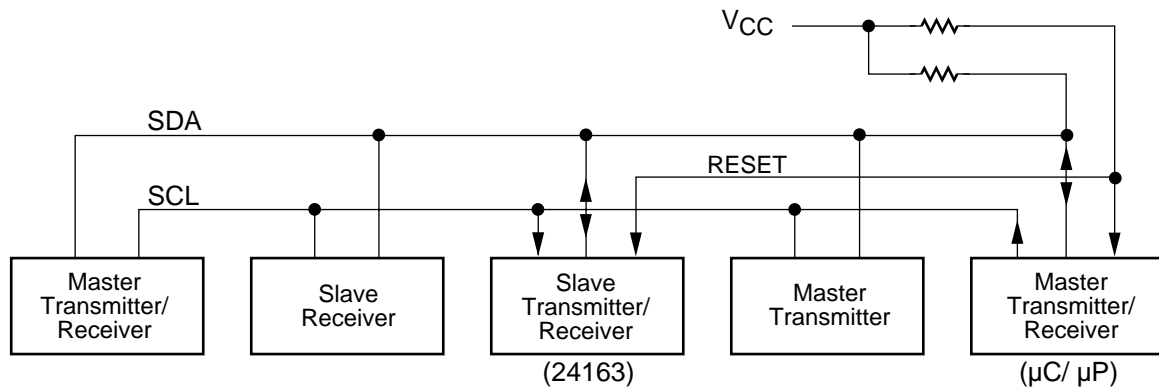 VCC
SDA
RESET
SCL
Master
Transmitter/
Receiver
Slave
Receiver
Slave
Transmitter/
Receiver
Master
Transmitter
Master
Transmitter/
Receiver
(24163)
(µC/ µP)